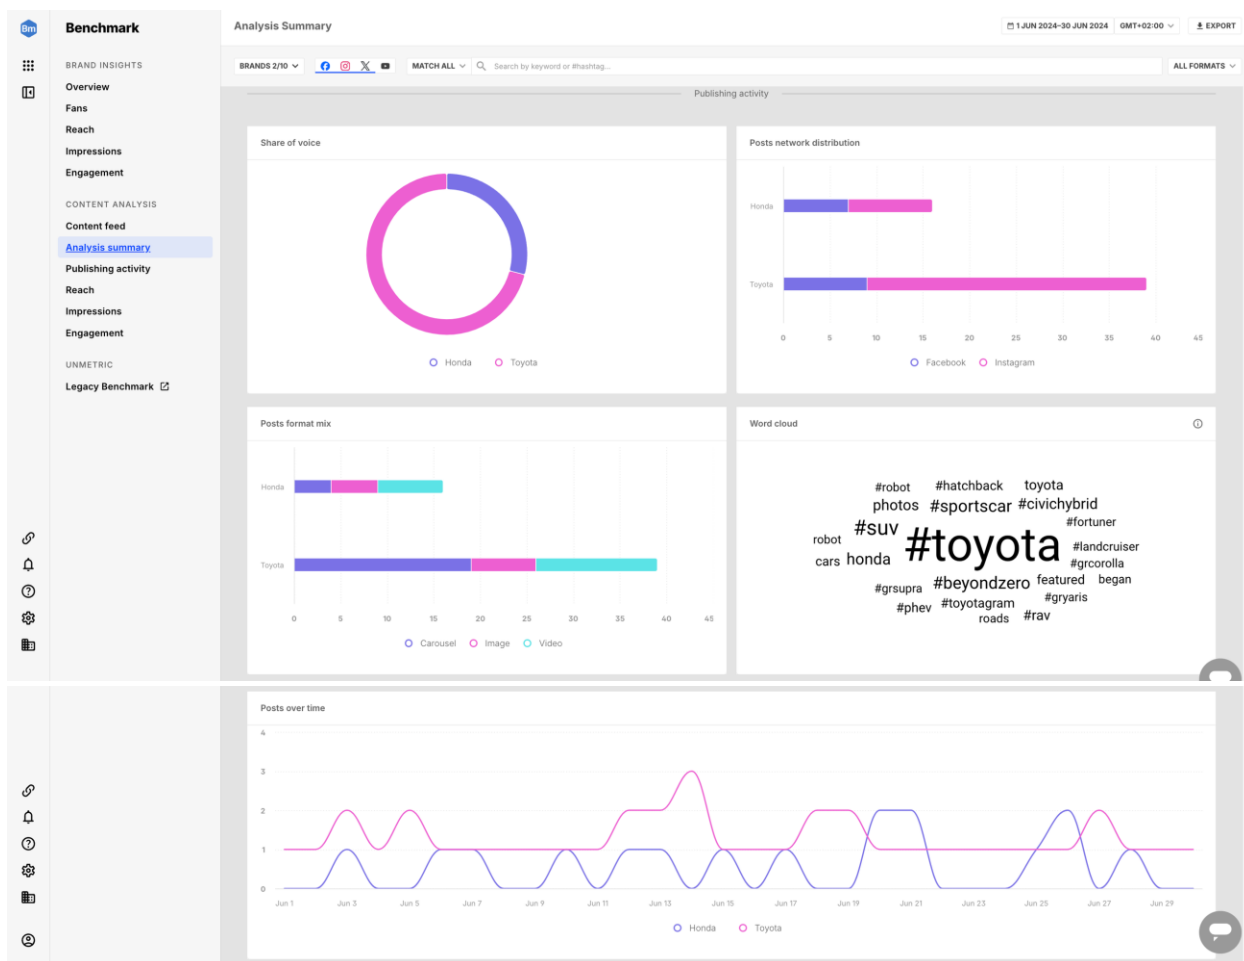 Bm
Benchmark
BRAND INSIGHTS
Overview
Fans
Reach
Impressions
Engagement
CONTENT ANALYSIS
Content feed
Analysis summary
Publishing activity
Reach
Impressions
Engagement
UNMETRIC
Legacy Benchmark
Analysis Summary
1 JUN 2024–30 JUN 2024
GMT+02:00
EXPORT
BRANDS 2/10
MATCH ALL
Search by keyword or #hashtag...
ALL FORMATS
Publishing activity
Share of voice
Honda Toyota
Posts network distribution
Honda
Toyota
0 5 10 15 20 25 30 35 40 45
Facebook Instagram
Posts format mix
Honda
Toyota
0 5 10 15 20 25 30 35 40 45
Carousel Image Video
Word cloud
#robot #hatchback toyota
photos #sportscar #civichybrid
#suv #toyota #fortuner
robot #landcruiser
cars honda #grcorolla
#grsupra #beyondzero featured began
#phev #toyotagram #gryaris
roads #rav
Posts over time
4
3
2
1
0
Jun 1 Jun 3 Jun 5 Jun 7 Jun 9 Jun 11 Jun 13 Jun 15 Jun 17 Jun 19 Jun 21 Jun 23 Jun 25 Jun 27 Jun 29
Honda Toyota